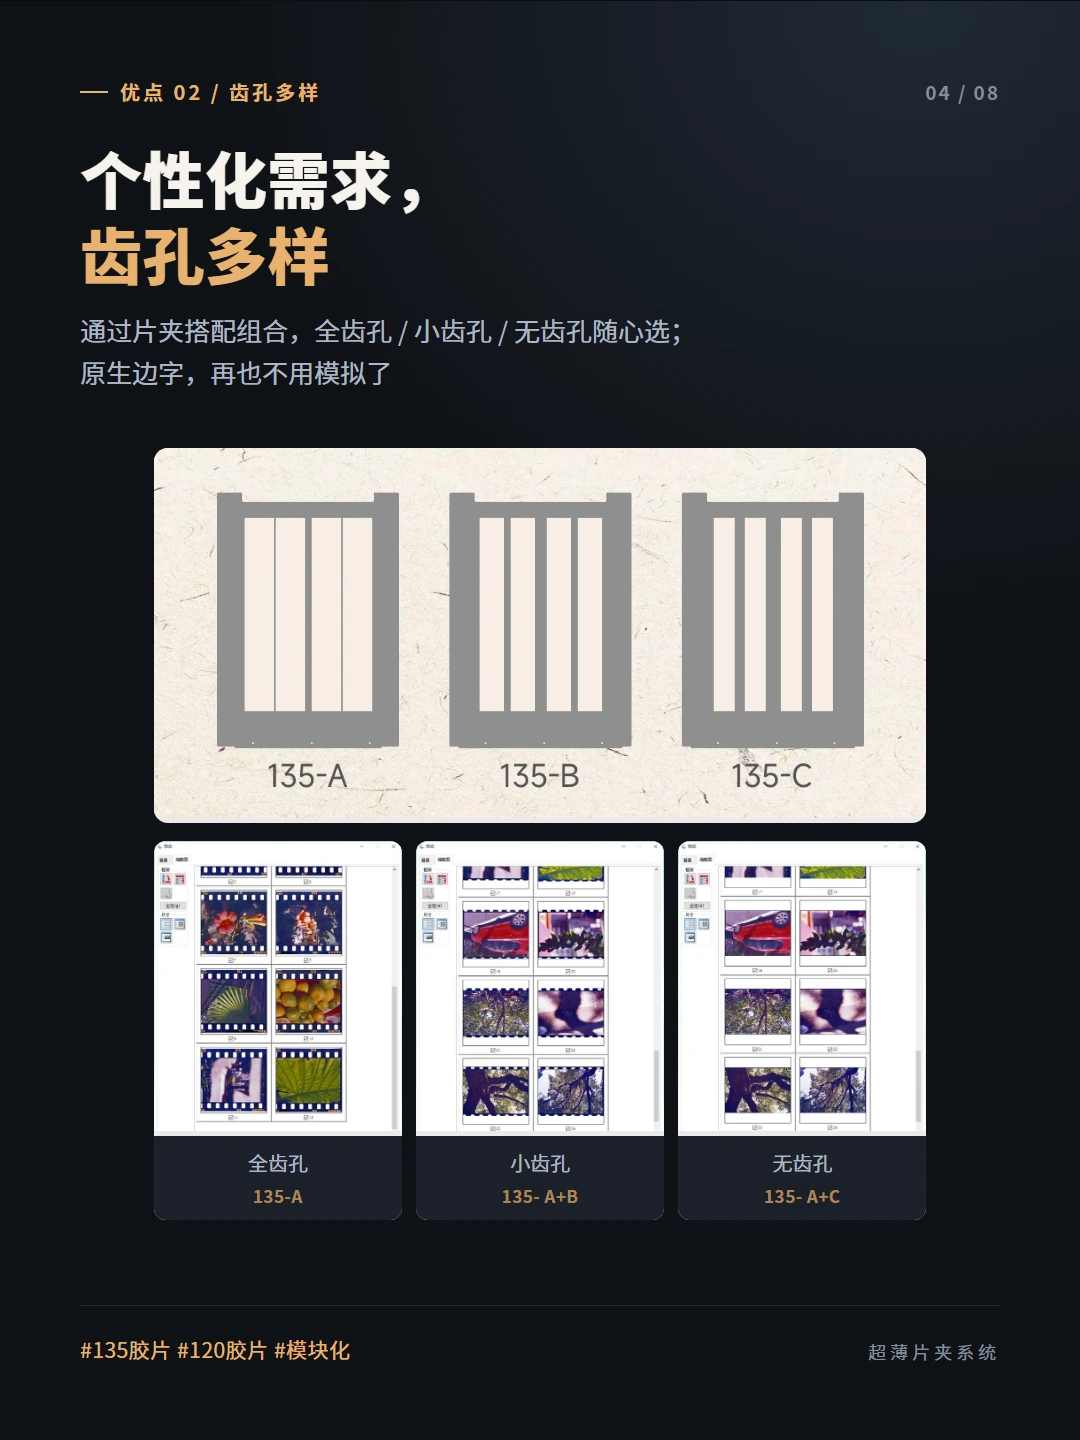 优点 02 / 齿孔多样
04 / 08
个性化需求，
齿孔多样
通过片夹搭配组合，全齿孔 / 小齿孔 / 无齿孔随心选；
原生边字，再也不用模拟了
135-A
135-B
135-C
全齿孔
135-A
小齿孔
135- A+B
无齿孔
135- A+C
#135胶片 #120胶片 #模块化
超薄片夹系统